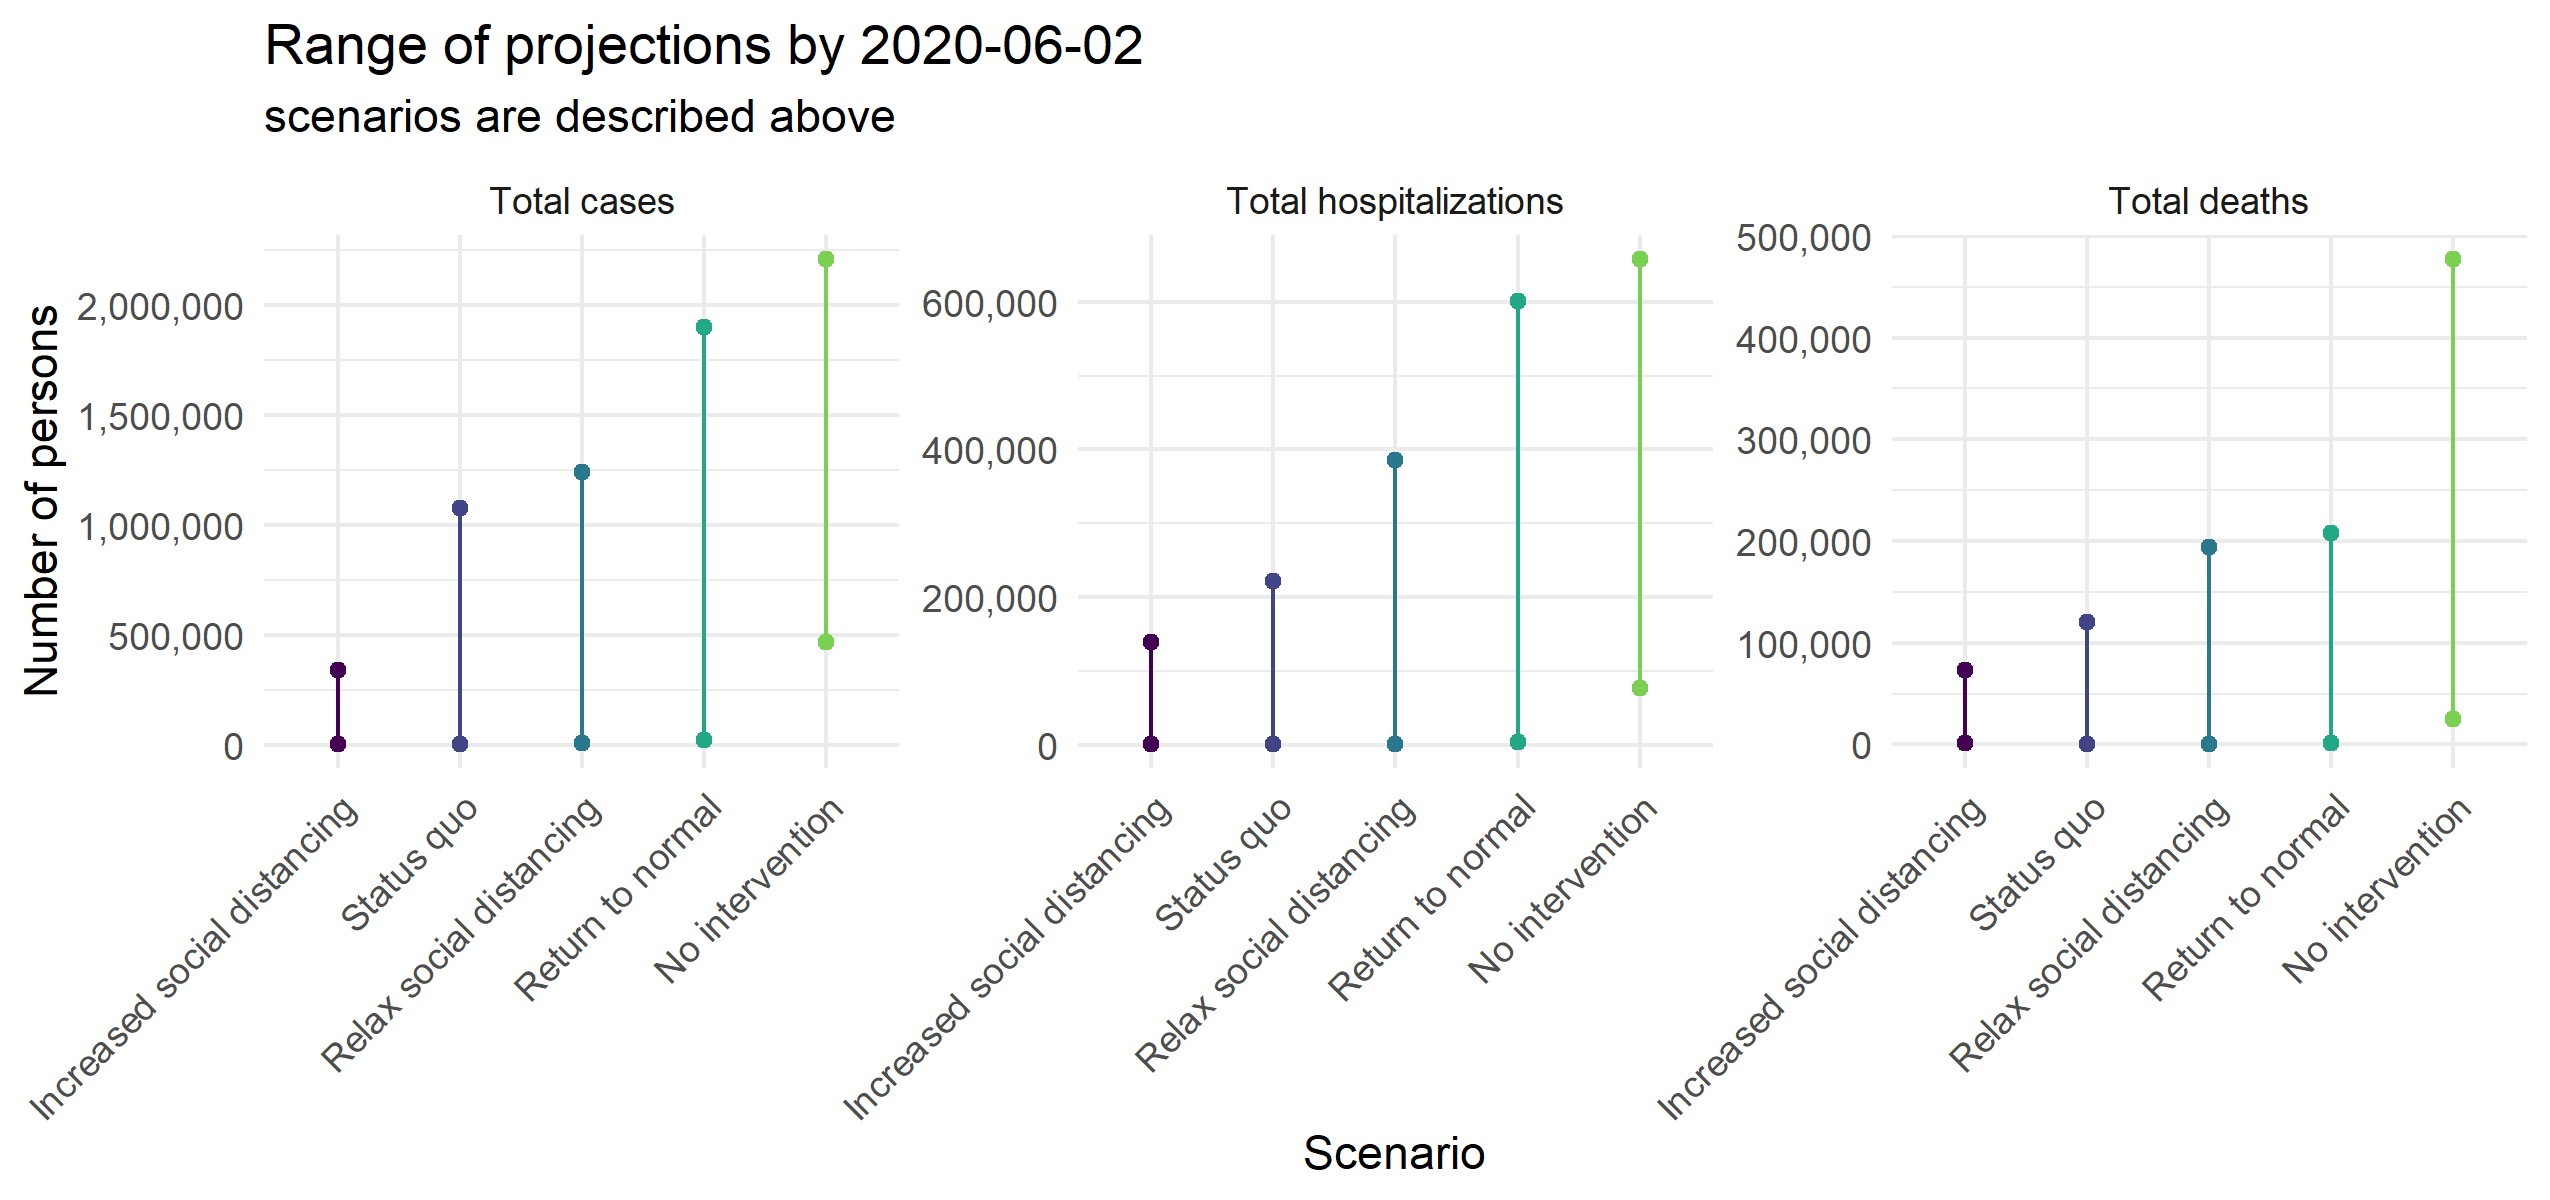 Range of projections by 2020-06-02
scenarios are described above
Total cases
Total hospitalizations
Total deaths
Number of persons
2,000,000
1,500,000
1,000,000
500,000
0
600,000
400,000
200,000
0
500,000
400,000
300,000
200,000
100,000
0
Increased social distancing
Status quo
Relax social distancing
Return to normal
No intervention
Increased social distancing
Status quo
Relax social distancing
Return to normal
No intervention
Increased social distancing
Status quo
Relax social distancing
Return to normal
No intervention
Scenario